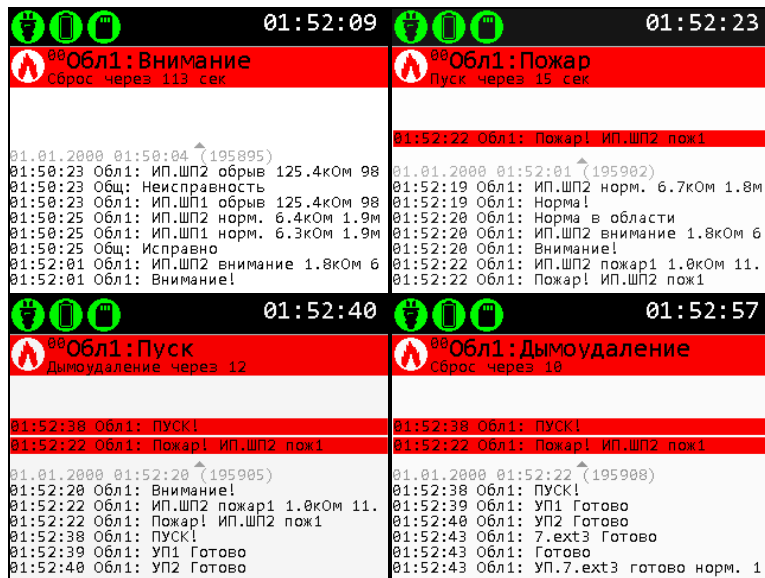 01:52:09
00Обл1:Внимание
Сброс через 113 сек
01.01.2000 01:50:04 (195895)
01:50:23 Обл1: ИП.ШП2 обрыв 125.4кОм 98
01:50:23 Общ: Неисправность
01:50:25 Обл1: ИП.ШП1 обрыв 125.4кОм 98
01:50:25 Обл1: ИП.ШП2 норм. 6.4кОм 1.9м
01:50:25 Обл1: ИП.ШП1 норм. 6.3кОм 1.9м
01:50:25 Общ: Исправно
01:52:01 Обл1: ИП.ШП2 внимание 1.8кОм 6
01:52:01 Обл1: Внимание!
01:52:23
00Обл1:Пожар
Пуск через 15 сек
01:52:22 Обл1: Пожар! ИП.ШП2 пож1
01.01.2000 01:52:01 (195902)
01:52:19 Обл1: ИП.ШП2 норм. 6.7кОм 1.8м
01:52:19 Обл1: Норма!
01:52:20 Обл1: Норма в области
01:52:20 Обл1: ИП.ШП2 внимание 1.8кОм 6
01:52:20 Обл1: Внимание!
01:52:22 Обл1: ИП.ШП2 пожар1 1.0кОм 11.
01:52:22 Обл1: Пожар! ИП.ШП2 пож1
01:52:40
00Обл1:Пуск
Дымоудаление через 12
01:52:38 Обл1: ПУСК!
01:52:22 Обл1: Пожар! ИП.ШП2 пож1
01.01.2000 01:52:20 (195905)
01:52:20 Обл1: Внимание!
01:52:22 Обл1: ИП.ШП2 пожар1 1.0кОм 11.
01:52:22 Обл1: Пожар! ИП.ШП2 пож1
01:52:38 Обл1: ПУСК!
01:52:39 Обл1: УП1 Готово
01:52:40 Обл1: УП2 Готово
01:52:57
00Обл1:Дымоудаление
Сброс через 10
01:52:38 Обл1: ПУСК!
01:52:22 Обл1: Пожар! ИП.ШП2 пож1
01.01.2000 01:52:22 (195908)
01:52:38 Обл1: ПУСК!
01:52:39 Обл1: УП1 Готово
01:52:40 Обл1: УП2 Готово
01:52:43 Обл1: 7.ext3 Готово
01:52:43 Обл1: Готово
01:52:43 Обл1: УП.7.ext3 готово норм. 1